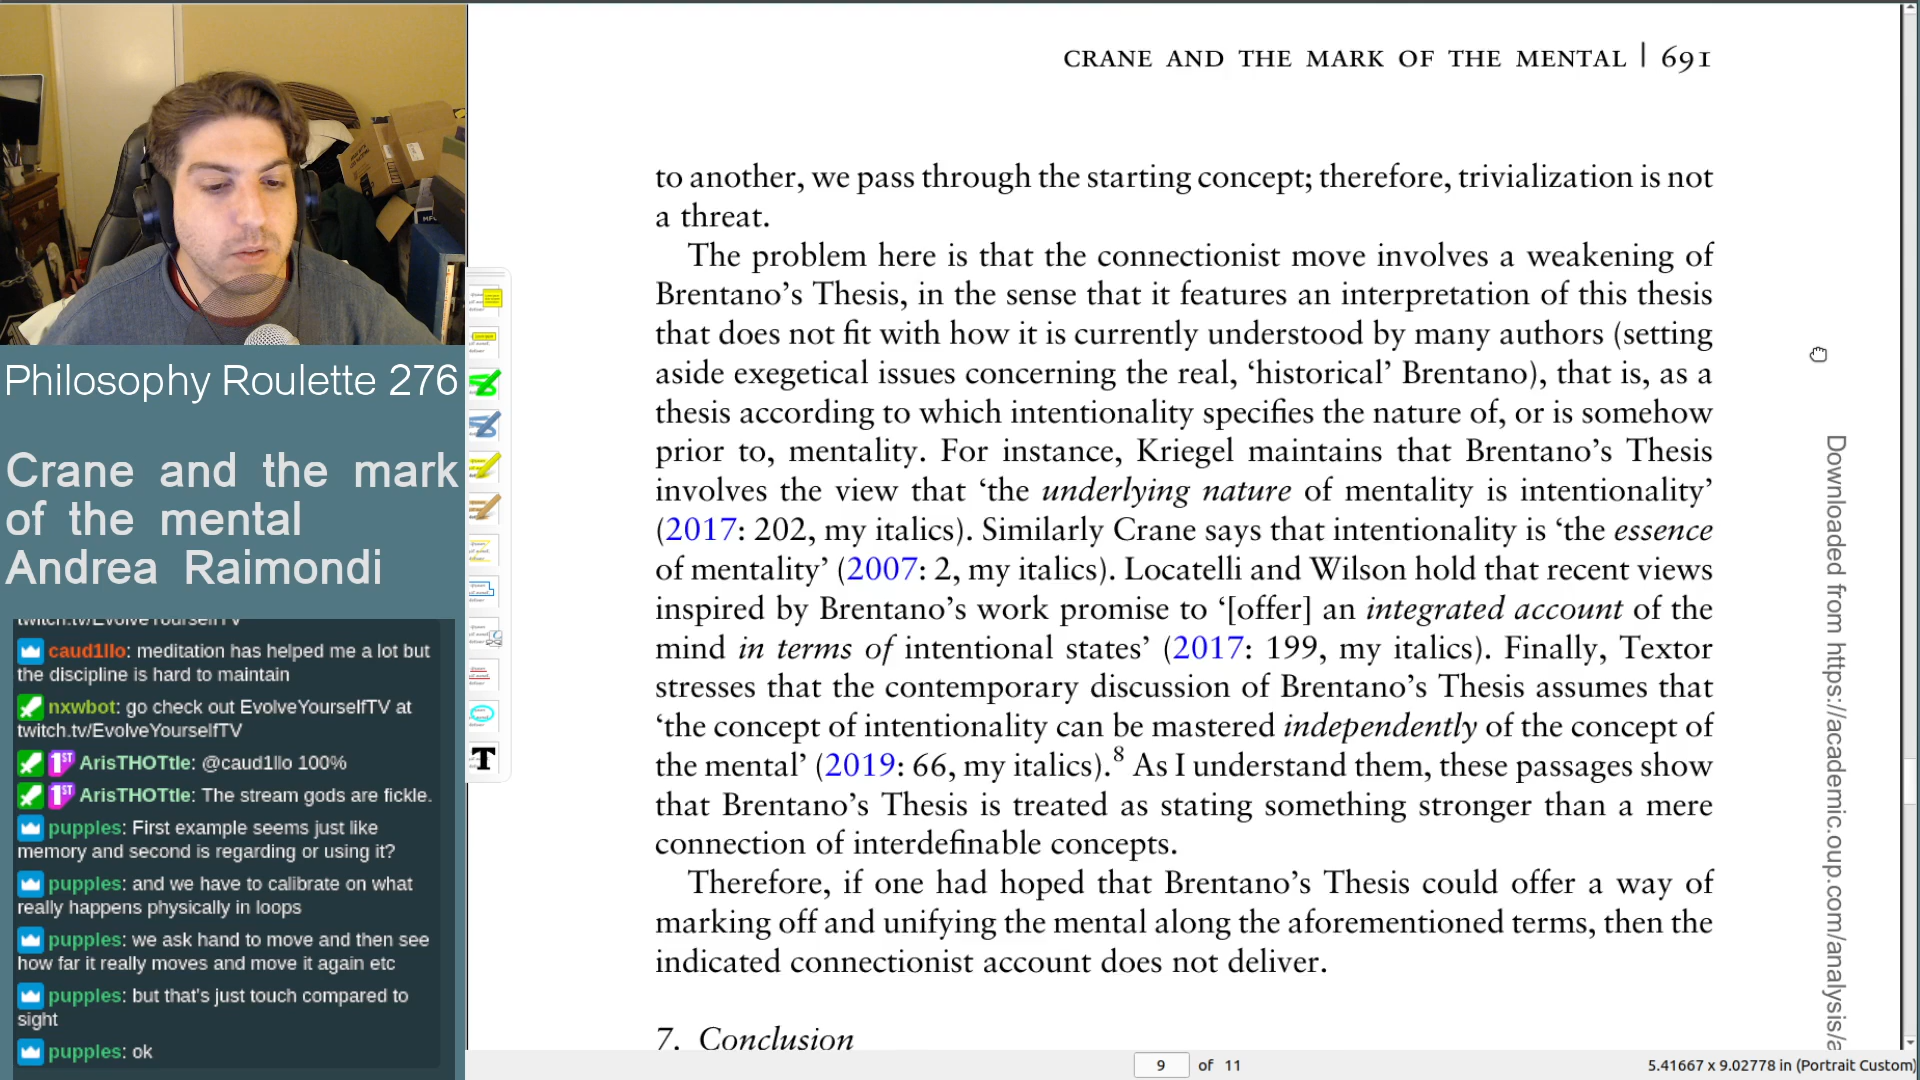 CRANE AND THE MARK OF THE MENTAL | 691
to another, we pass through the starting concept; therefore, trivialization is not
a threat.
The problem here is that the connectionist move involves a weakening of
Brentano's Thesis, in the sense that it features an interpretation of this thesis
that does not fit with how it is currently understood by many authors (setting
aside exegetical issues concerning the real, 'historical' Brentano), that is, as a
thesis according to which intentionality specifies the nature of, or is somehow
prior to, mentality. For instance, Kriegel maintains that Brentano's Thesis
involves the view that 'the underlying nature of mentality is intentionality'
(2017: 202, my italics). Similarly Crane says that intentionality is 'the essence
of mentality' (2007: 2, my italics). Locatelli and Wilson hold that recent views
inspired by Brentano's work promise to '[offer] an integrated account of the
mind in terms of intentional states' (2017: 199, my italics). Finally, Textor
stresses that the contemporary discussion of Brentano's Thesis assumes that
'the concept of intentionality can be mastered independently of the concept of
the mental' (2019: 66, my italics).8 As I understand them, these passages show
that Brentano's Thesis is treated as stating something stronger than a mere
connection of interdefinable concepts.
Therefore, if one had hoped that Brentano's Thesis could offer a way of
marking off and unifying the mental along the aforementioned terms, then the
indicated connectionist account does not deliver.
7. Conclusion
Downloaded from https://academic.oup.com/analysis/a
9 of 11
5.41667 x 9.02778 in (Portrait Custom)
T
Philosophy Roulette 276
Crane and the mark
of the mental
Andrea Raimondi
twitch.tv/EvolveYourselfTV
caud1llo: meditation has helped me a lot but
the discipline is hard to maintain
nxwbot: go check out EvolveYourselfTV at
twitch.tv/EvolveYourselfTV
1ST ArisTHOTtle: @caud1llo 100%
1ST ArisTHOTtle: The stream gods are fickle.
pupples: First example seems just like
memory and second is regarding or using it?
pupples: and we have to calibrate on what
really happens physically in loops
pupples: we ask hand to move and then see
how far it really moves and move it again etc
pupples: but that's just touch compared to
sight
pupples: ok